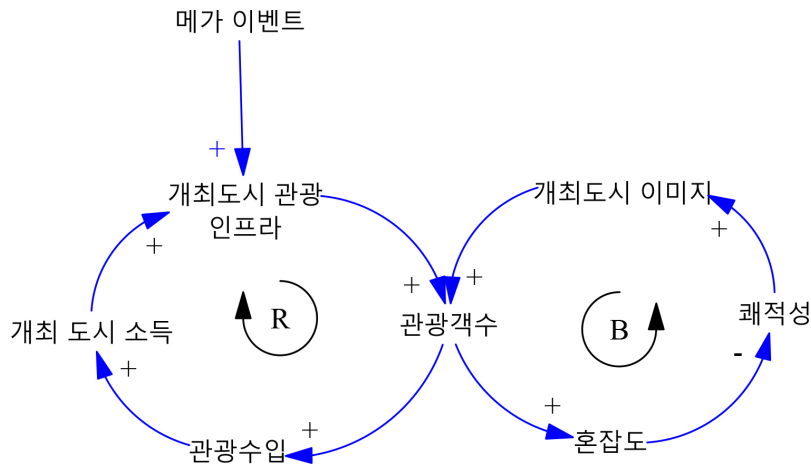 메가 이벤트
+
개최도시 관광
인프라
개최도시 이미지
+
+
+
+
R
B
개최 도시 소득
관광객수
쾌적성
+
-
+
+
관광수입
혼잡도